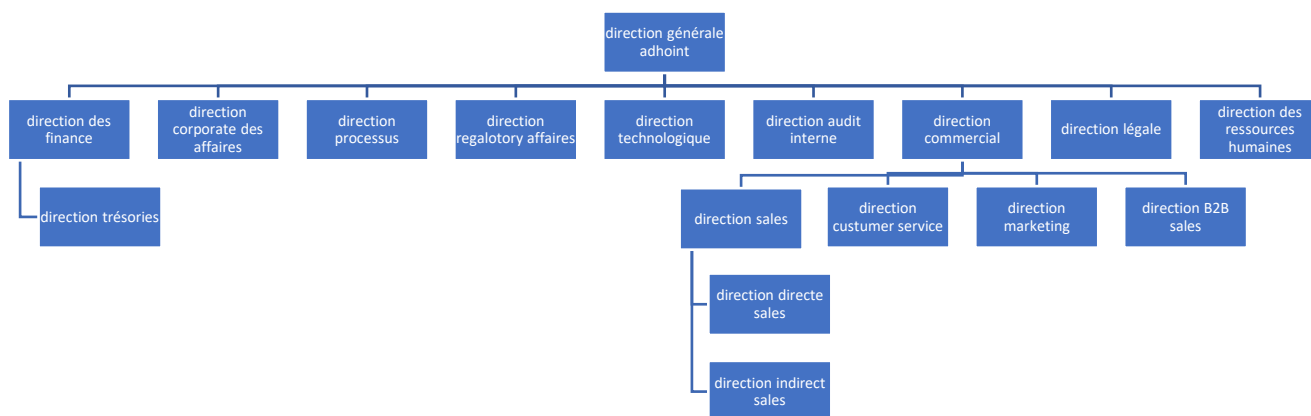 direction générale
adhoint
direction des
finance
direction
corporate des
affaires
direction
processus
direction
regalotory affaires
direction
technologique
direction audit
interne
direction
commercial
direction légale
direction des
ressources
humaines
direction trésories
direction sales
direction
custumer service
direction
marketing
direction B2B
sales
direction directe
sales
direction indirect
sales